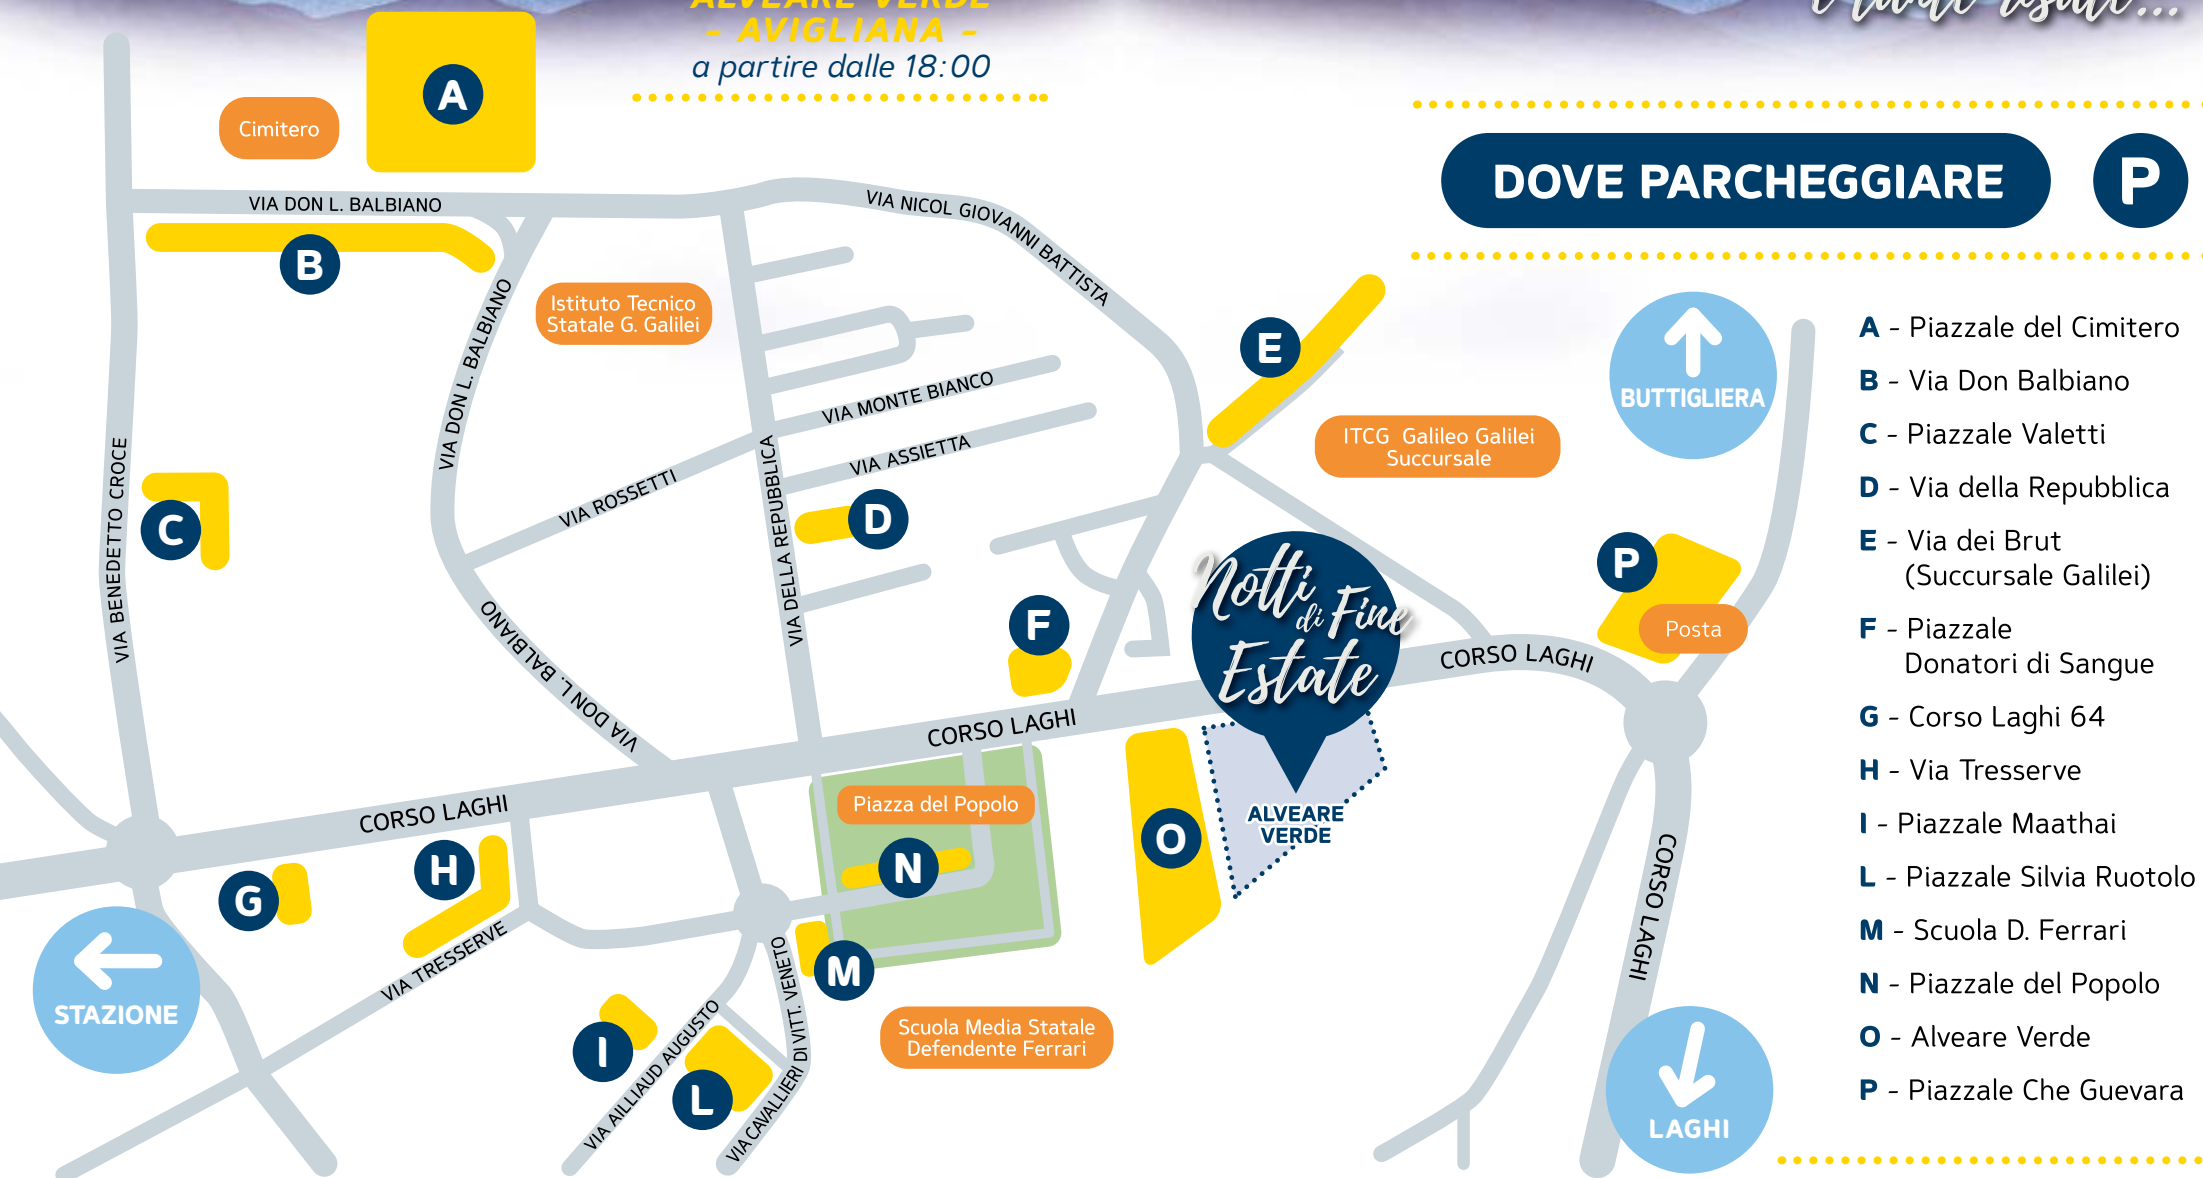 ALVEARE VERDE
- AVIGLIANA -
a partire dalle 18:00
e tante risate...
DOVE PARCHEGGIARE
P
A
Cimitero
VIA DON L. BALBIANO
B
VIA NICOL GIOVANNI BATTISTA
Istituto Tecnico
Statale G. Galilei
VIA DON L. BALBIANO
E
VIA MONTE BIANCO
VIA ASSIETTA
VIA ROSSETTI
VIA DELLA REPUBBLICA
VIA BENEDETTO CROCE
C
D
ITCG Galileo Galilei
Succursale
BUTTIGLIERA
P
Posta
Notti
di Fine
Estate
F
VIA DON L. BALBIANO
CORSO LAGHI
CORSO LAGHI
CORSO LAGHI
Piazza del Popolo
ALVEARE
VERDE
O
N
H
G
M
VIA TRESSERVE
STAZIONE
I
L
VIA AILLIAUD AUGUSTO
VIA CAVALLIERI DI VITT. VENETO
Scuola Media Statale
Defendente Ferrari
CORSO LAGHI
LAGHI
A - Piazzale del Cimitero
B - Via Don Balbiano
C - Piazzale Valetti
D - Via della Repubblica
E - Via dei Brut
(Succursale Galilei)
F - Piazzale
Donatori di Sangue
G - Corso Laghi 64
H - Via Tresserve
I - Piazzale Maathai
L - Piazzale Silvia Ruotolo
M - Scuola D. Ferrari
N - Piazzale del Popolo
O - Alveare Verde
P - Piazzale Che Guevara